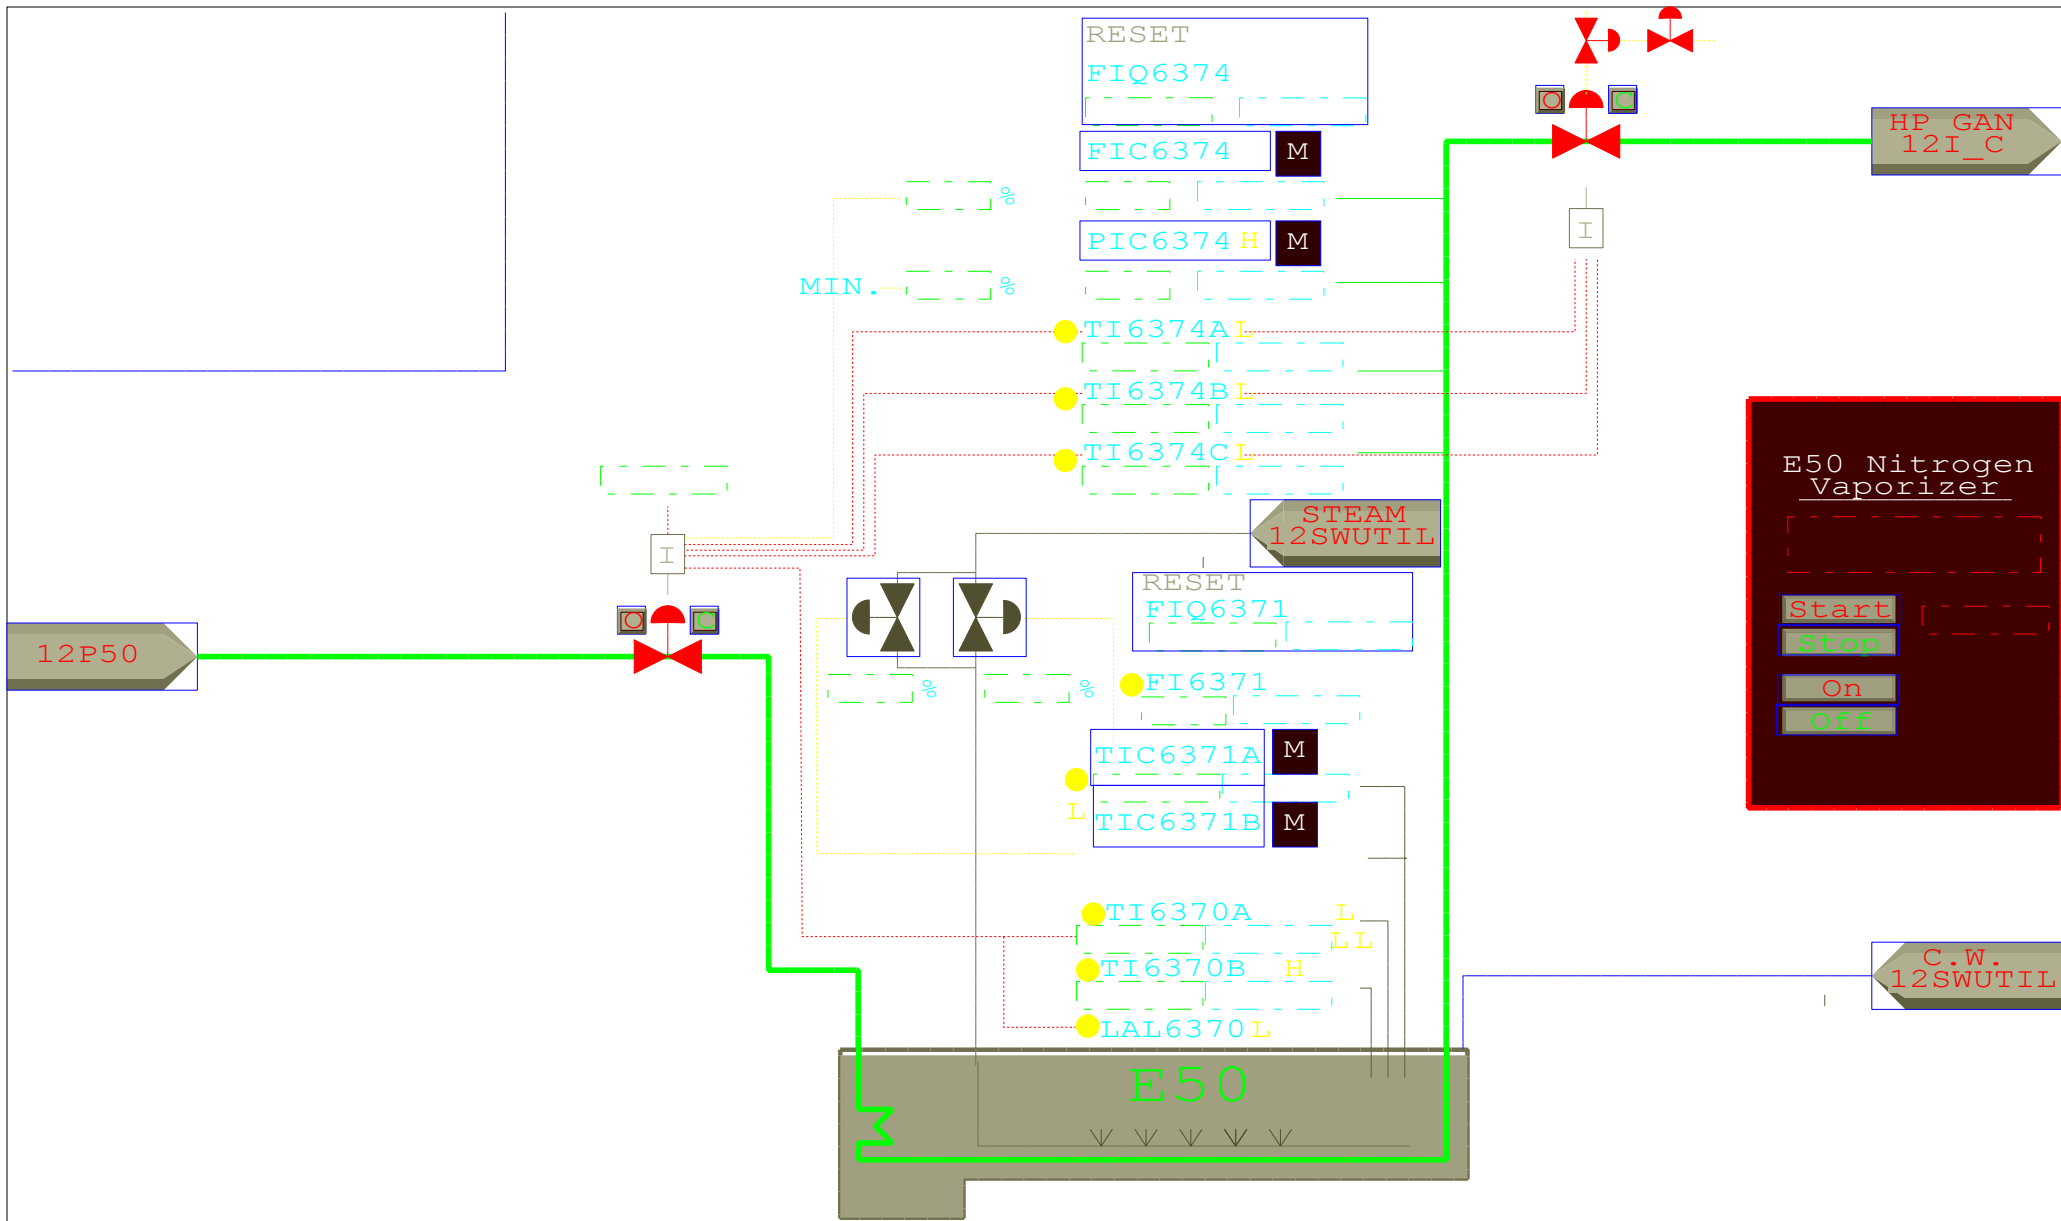 RESET
FIQ6374
O
C
HP GAN
12I_C
FIC6374
M
%
I
PIC6374 H
M
MIN.
%
TI6374A L
TI6374B L
TI6374C L
E50 Nitrogen
Vaporizer
STEAM
12SWUTIL
I
RESET
FIQ6371
Start
Stop
O
C
12P50
%
%
FI6371
On
Off
TIC6371A
M
L
TIC6371B
M
TI6370A L
LL
TI6370B H
C.W.
12SWUTIL
LAL6370 L
E50